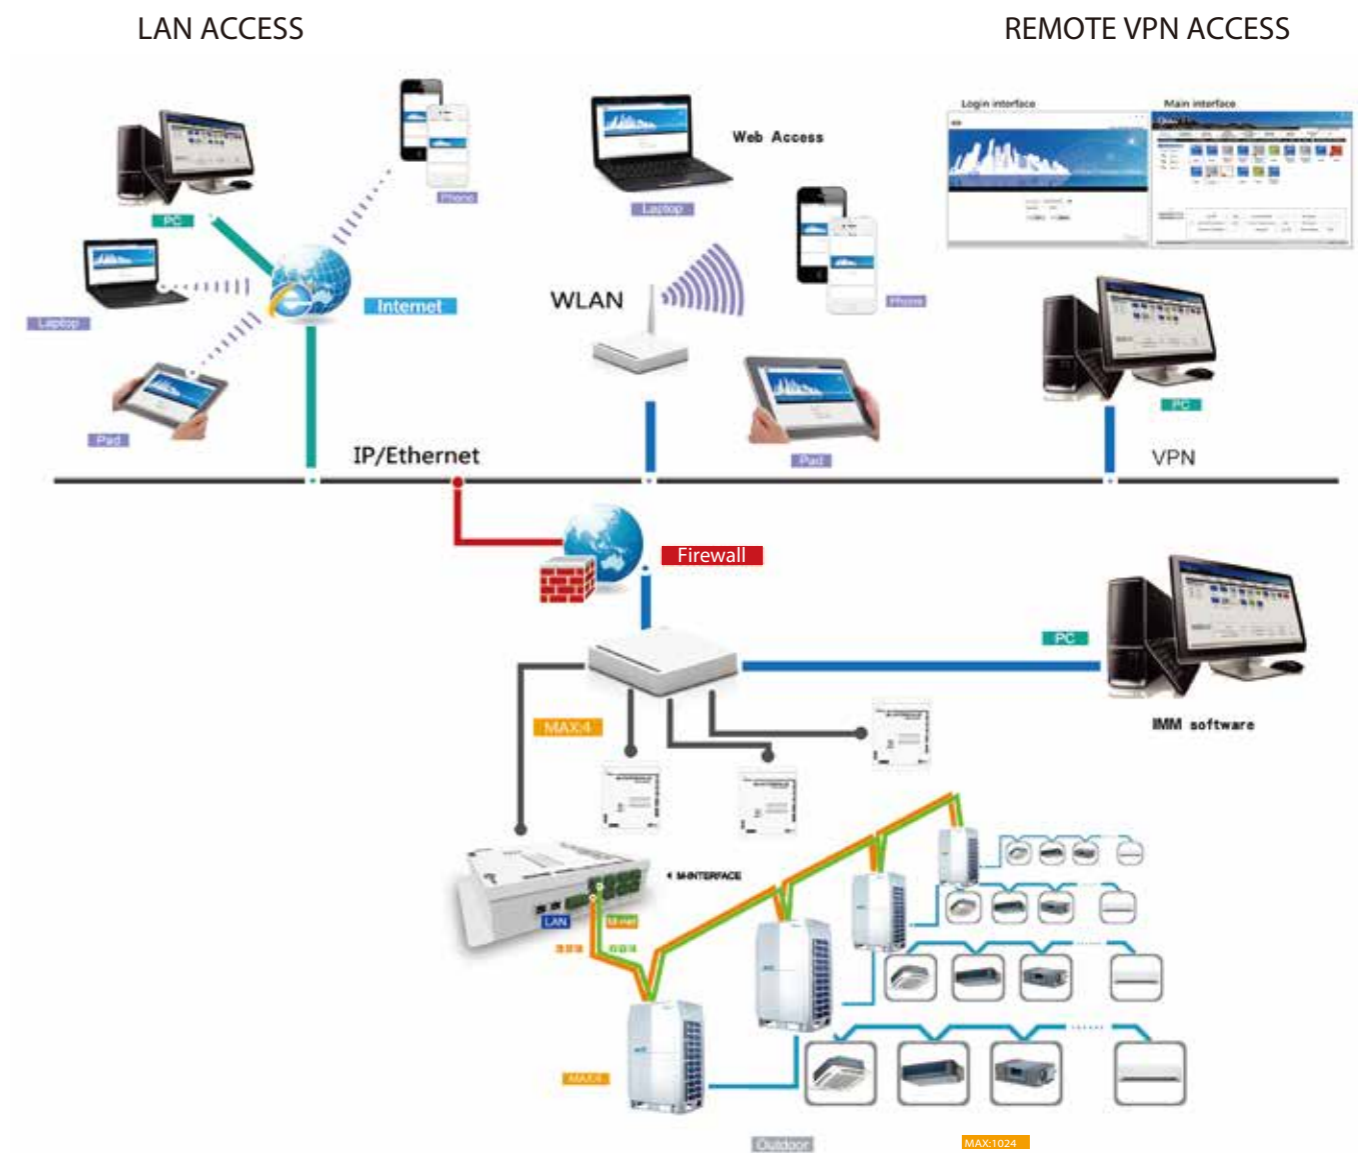 LAN ACCESS
REMOTE VPN ACCESS
Login interface
Main interface
Web Access
PC
Phone
Laptop
Internet
Laptop
WLAN
Phone
Pad
PC
IP/Ethernet
Pad
VPN
Firewall
PC
MAX:4
IMM software
M-INTERFACE
LAN
M-net
MAX:4
Outdoor
MAX:1024